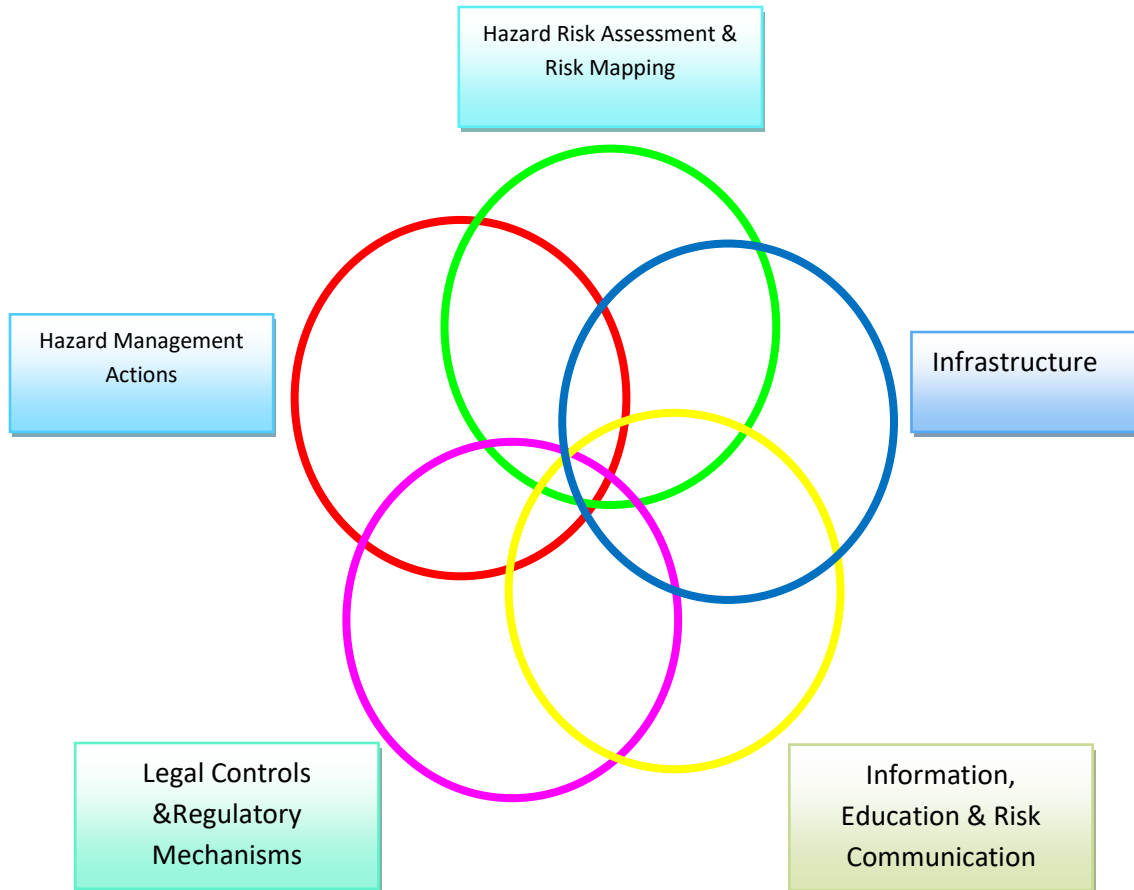 Hazard Risk Assessment &
Risk Mapping
Hazard Management
Actions
Infrastructure
Legal Controls
&Regulatory
Mechanisms
Information,
Education & Risk
Communication